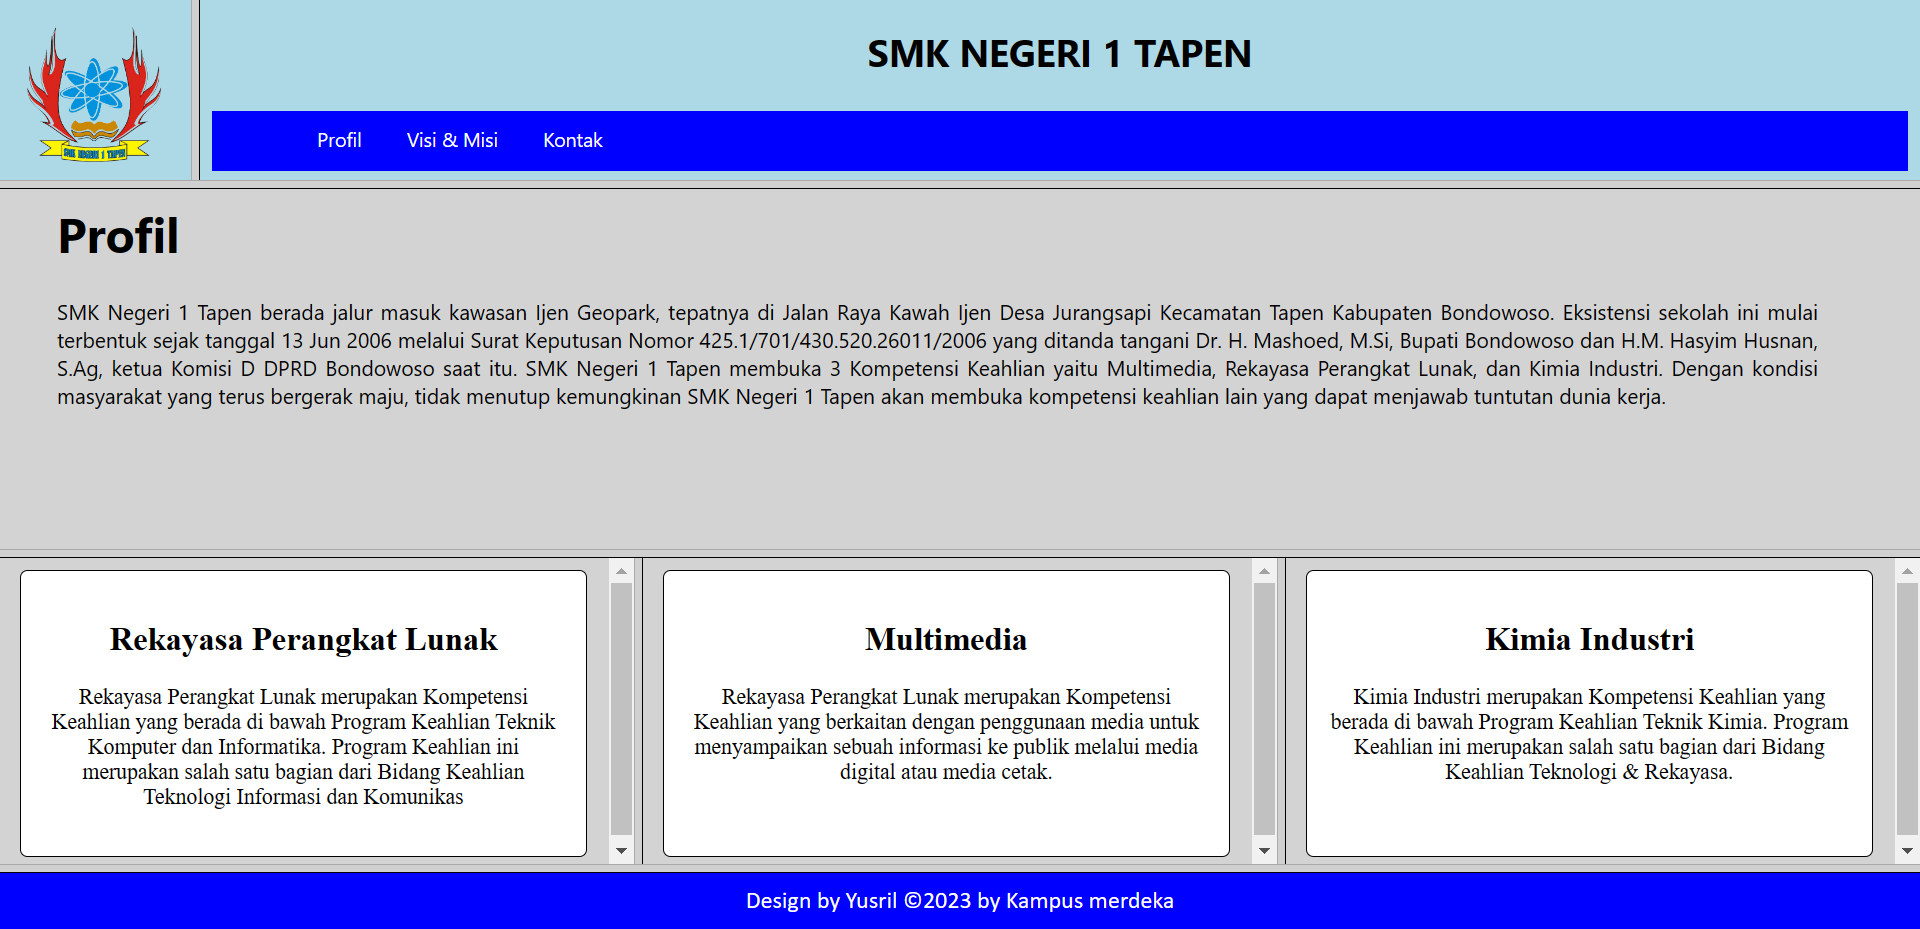 SMK NEGERI 1 TAPEN
SMK NEGERI 1 TAPEN
Profil Visi & Misi Kontak
Profil
SMK Negeri 1 Tapen berada jalur masuk kawasan Ijen Geopark, tepatnya di Jalan Raya Kawah Ijen Desa Jurangsapi Kecamatan Tapen Kabupaten Bondowoso. Eksistensi sekolah ini mulai
terbentuk sejak tanggal 13 Jun 2006 melalui Surat Keputusan Nomor 425.1/701/430.520.26011/2006 yang ditanda tangani Dr. H. Mashoed, M.Si, Bupati Bondowoso dan H.M. Hasyim Husnan,
S.Ag, ketua Komisi D DPRD Bondowoso saat itu. SMK Negeri 1 Tapen membuka 3 Kompetensi Keahlian yaitu Multimedia, Rekayasa Perangkat Lunak, dan Kimia Industri. Dengan kondisi
masyarakat yang terus bergerak maju, tidak menutup kemungkinan SMK Negeri 1 Tapen akan membuka kompetensi keahlian lain yang dapat menjawab tuntutan dunia kerja.
Rekayasa Perangkat Lunak
Rekayasa Perangkat Lunak merupakan Kompetensi
Keahlian yang berada di bawah Program Keahlian Teknik
Komputer dan Informatika. Program Keahlian ini
merupakan salah satu bagian dari Bidang Keahlian
Teknologi Informasi dan Komunikas
Multimedia
Rekayasa Perangkat Lunak merupakan Kompetensi
Keahlian yang berkaitan dengan penggunaan media untuk
menyampaikan sebuah informasi ke publik melalui media
digital atau media cetak.
Kimia Industri
Kimia Industri merupakan Kompetensi Keahlian yang
berada di bawah Program Keahlian Teknik Kimia. Program
Keahlian ini merupakan salah satu bagian dari Bidang
Keahlian Teknologi & Rekayasa.
Design by Yusril ©2023 by Kampus merdeka